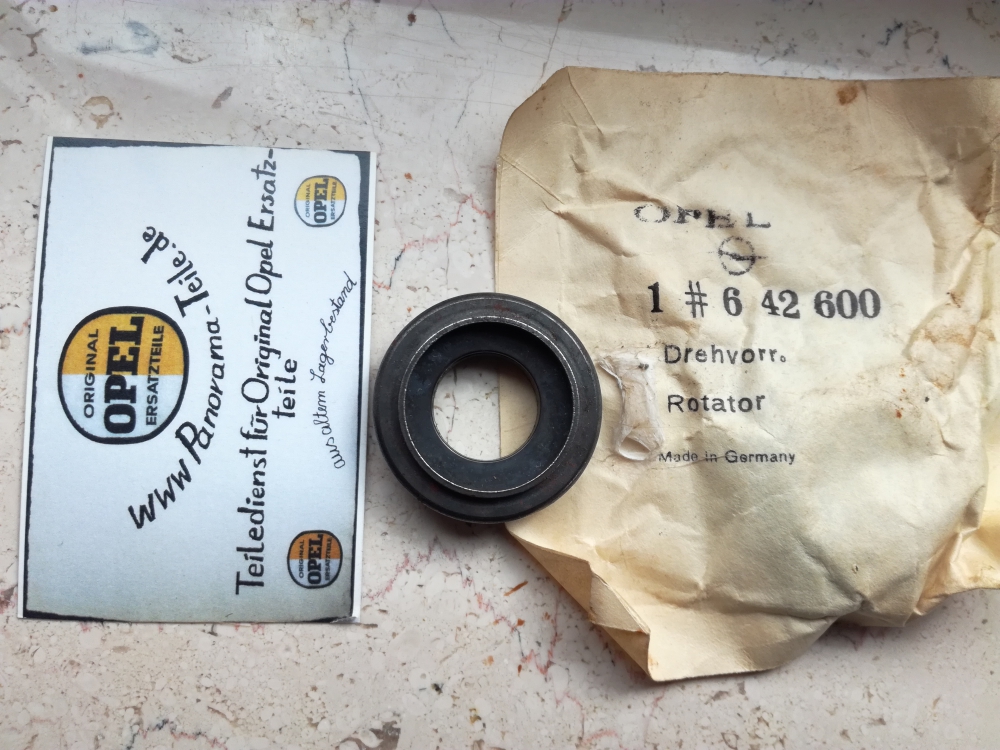 ORIGINAL
OPEL
ERSATZTEILE
www.Panorama-Teile.de
Teiledienst für Original Opel Ersatz-
teile
aus altem Lagerbestand
ORIGINAL
OPEL
ERSATZTEILE
ORIGINAL
OPEL
ERSATZTEILE
OPEL
1 # 6 42 600
Drehvorr.
Rotator
Made in Germany